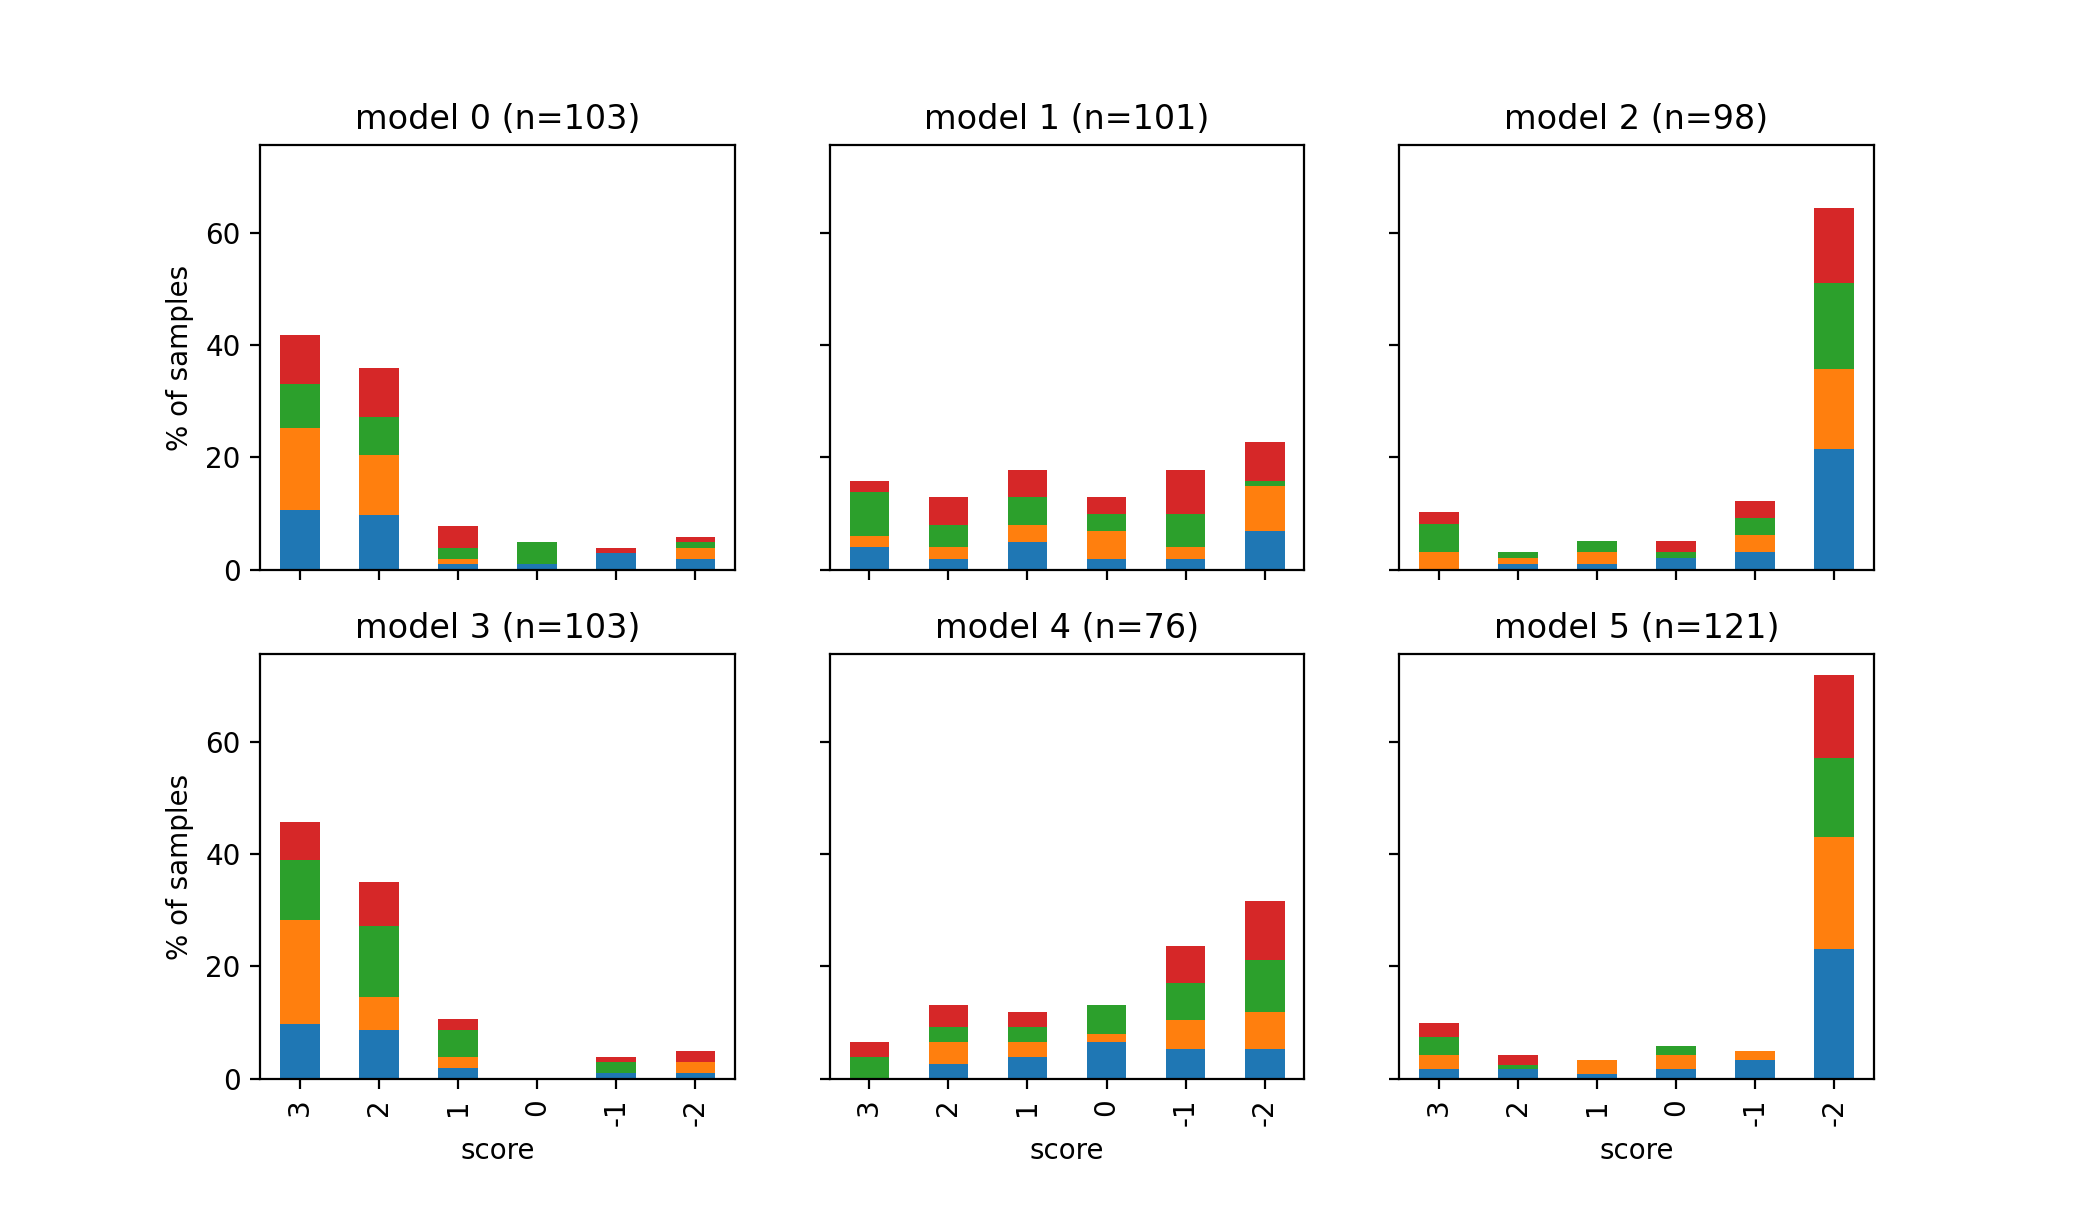 model 0 (n=103)
model 1 (n=101)
model 2 (n=98)
% of samples
60
40
20
0
model 3 (n=103)
model 4 (n=76)
model 5 (n=121)
% of samples
60
40
20
0
3 2 1 0 -1 -2
score
3 2 1 0 -1 -2
score
3 2 1 0 -1 -2
score